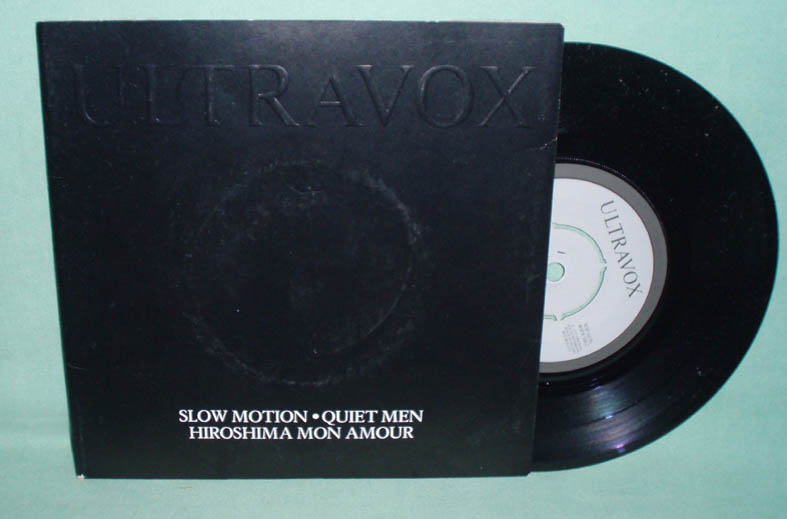 ULTRAVOX
SLOW MOTION • QUIET MEN
HIROSHIMA MON AMOUR
ULTRAVOX